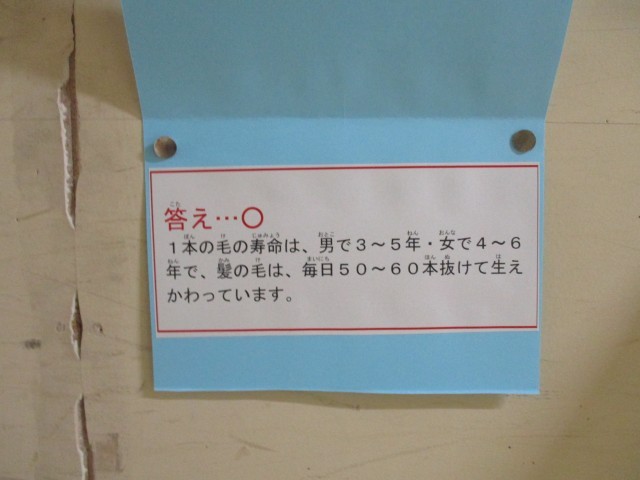 答え…〇
１本の毛の寿命は、男で３～５年・女で４～６
年で、髪の毛は、毎日５０～６０本抜けて生え
かわっています。